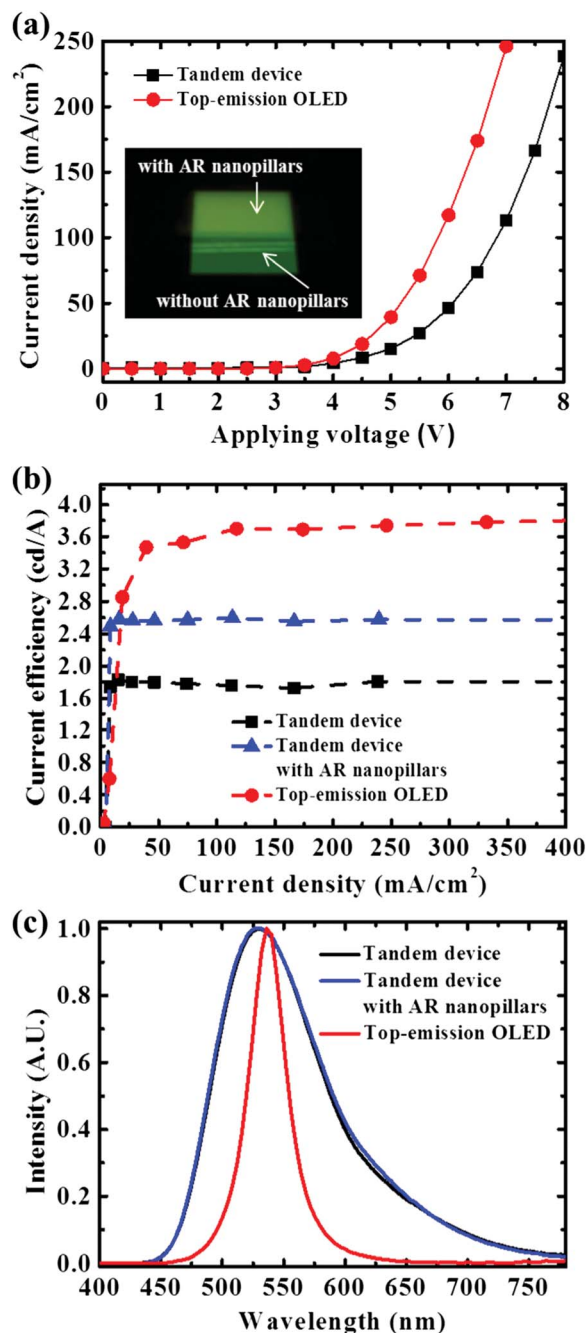 (a)
250
200
150
100
50
0
Current density (mA/cm²)
Tandem device
Top-emission OLED
with AR nanopillars
without AR nanopillars
0 1 2 3 4 5 6 7 8
Applying voltage (V)
(b)
4.0
3.6
3.2
2.8
2.4
2.0
1.6
1.2
0.8
0.4
0.0
Current efficiency (cd/A)
Tandem device
Tandem device
with AR nanopillars
Top-emission OLED
0 50 100 150 200 250 300 350 400
Current density (mA/cm²)
(c)
1.0
0.8
0.6
0.4
0.2
0.0
Intensity (A.U.)
Tandem device
Tandem device
with AR nanopillars
Top-emission OLED
400 450 500 550 600 650 700 750
Wavelength (nm)